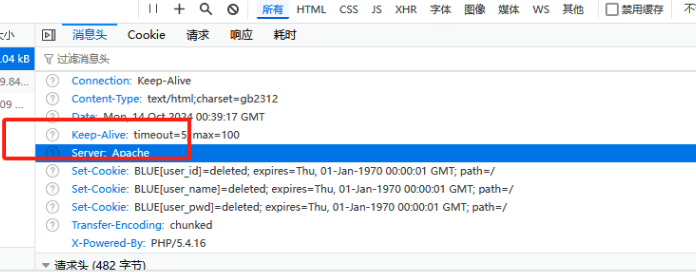 所有 HTML CSS JS XHR 字体 图像 媒体 WS 其他 禁用缓存
大小 消息头 Cookie 请求 响应 耗时
.04 kB 过滤消息头
Connection: Keep-Alive
9.84... Content-Type: text/html;charset=gb2312
09 ... Date: Mon, 14 Oct 2024 00:39:17 GMT
Keep-Alive: timeout=5, max=100
Server: Apache
Set-Cookie: BLUE[user_id]=deleted; expires=Thu, 01-Jan-1970 00:00:01 GMT; path=/
Set-Cookie: BLUE[user_name]=deleted; expires=Thu, 01-Jan-1970 00:00:01 GMT; path=/
Set-Cookie: BLUE[user_pwd]=deleted; expires=Thu, 01-Jan-1970 00:00:01 GMT; path=/
Transfer-Encoding: chunked
X-Powered-By: PHP/5.4.16
请求头 (482 字节)